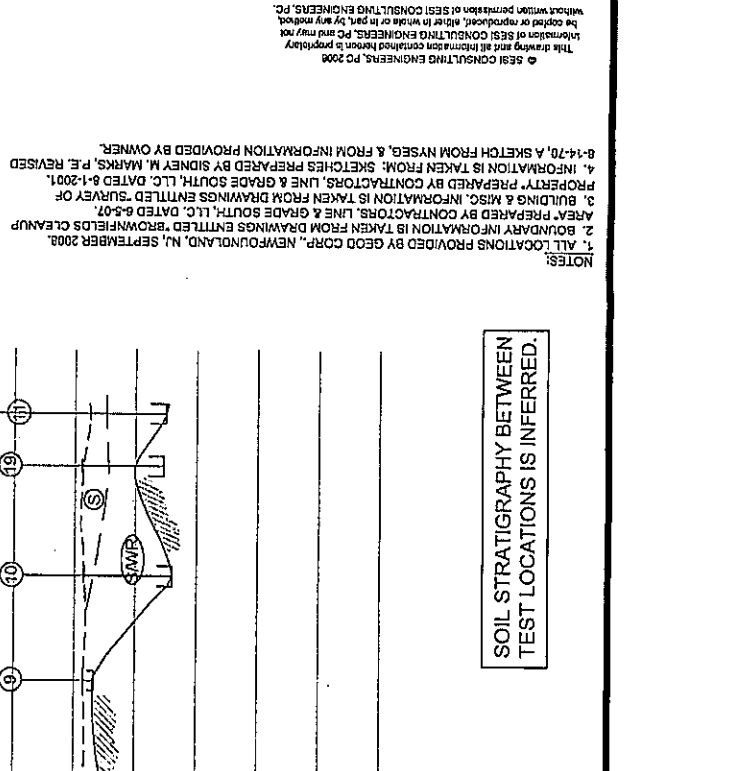 NOTES:
1. ALL LOCATIONS PROVIDED BY GEOD CORP., NEWFOUNDLAND, NJ, SEPTEMBER 2008.
2. BOUNDARY INFORMATION IS TAKEN FROM DRAWINGS ENTITLED "BROWNFIELDS CLEANUP
AREA" PREPARED BY CONTRACTORS. LINE & GRADE SOUTH, LLC. DATED 6-5-07.
3. BUILDING & MISC. INFORMATION IS TAKEN FROM DRAWINGS ENTITLED "SURVEY OF
PROPERTY" PREPARED BY CONTRACTORS, LINE & GRADE SOUTH, LLC. DATED 8-1-2001.
4. INFORMATION IS TAKEN FROM: SKETCHES PREPARED BY SIDNEY M. MARKS, P.E. REVISED
8-14-70, A SKETCH FROM NYSEG, & FROM INFORMATION PROVIDED BY OWNER.
© SESI CONSULTING ENGINEERS, PC 2008
This drawing and all information contained hereon is proprietary
information of SESI CONSULTING ENGINEERS, PC and may not
be copied or reproduced, either in whole or in part, by any method,
without written permission of SESI CONSULTING ENGINEERS, PC.
SOIL STRATIGRAPHY BETWEEN
TEST LOCATIONS IS INFERRED.
9
10
19
S
S/WR